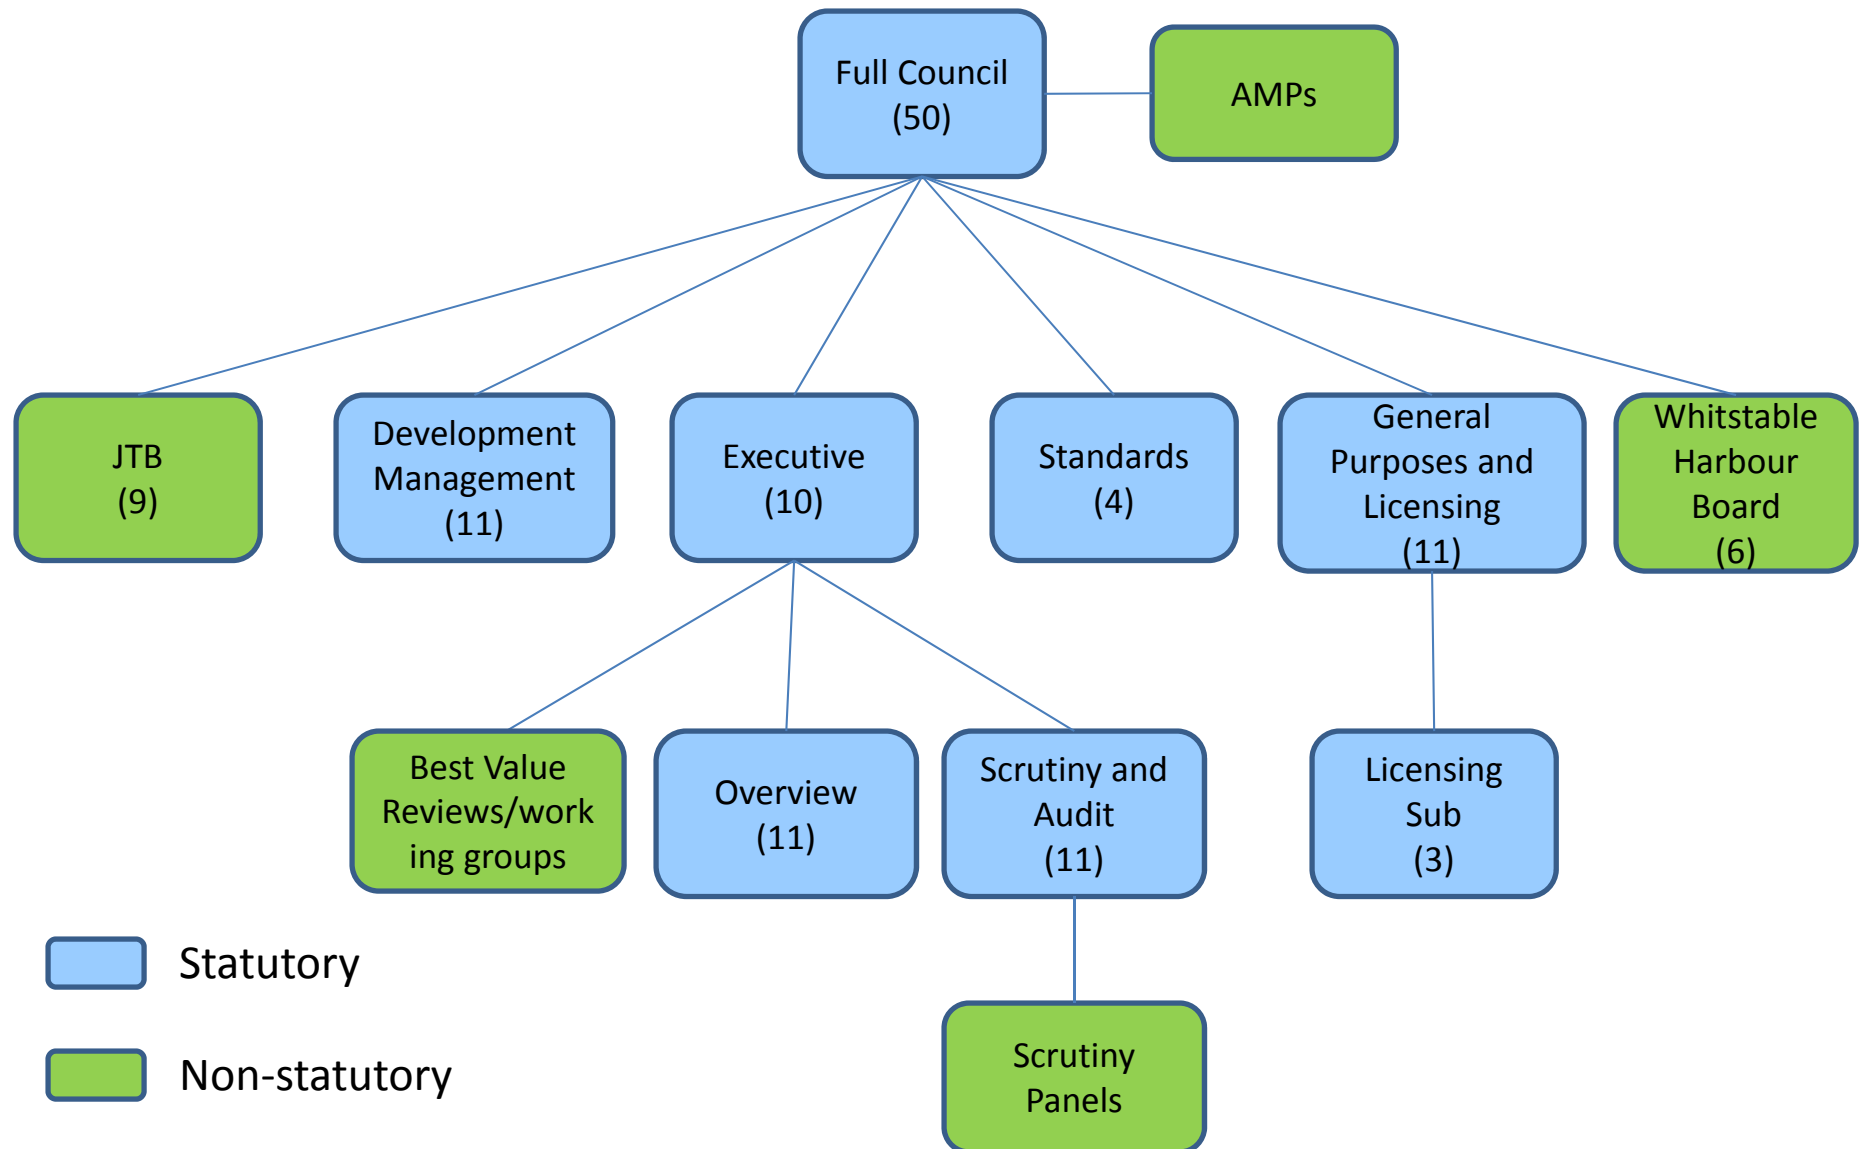 Full Council
(50)
AMPs
JTB
(9)
Development
Management
(11)
Executive
(10)
Standards
(4)
General
Purposes and
Licensing
(11)
Whitstable
Harbour
Board
(6)
Best Value
Reviews/work
ing groups
Overview
(11)
Scrutiny and
Audit
(11)
Licensing
Sub
(3)
Statutory
Non-statutory
Scrutiny
Panels